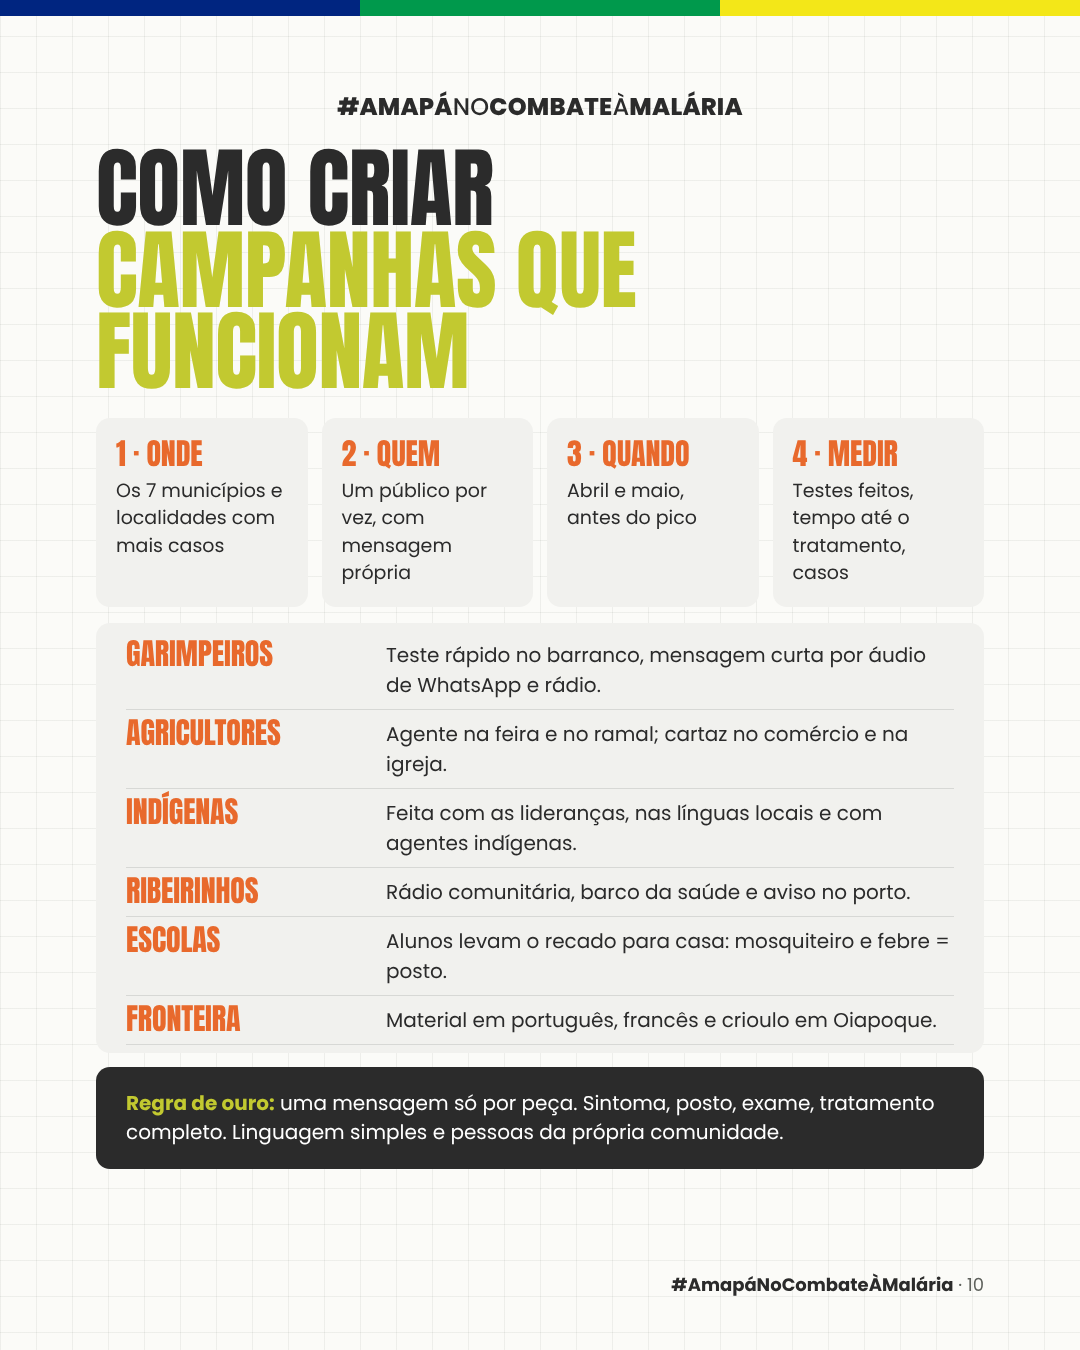 #AMAPÁNOCOMBATEÀMALÁRIA
COMO CRIAR
CAMPANHAS QUE
FUNCIONAM
1 · ONDE
Os 7 municípios e
localidades com
mais casos
2 · QUEM
Um público por
vez, com
mensagem
própria
3 · QUANDO
Abril e maio,
antes do pico
4 · MEDIR
Testes feitos,
tempo até o
tratamento,
casos
GARIMPEIROS
Teste rápido no barranco, mensagem curta por áudio
de WhatsApp e rádio.
AGRICULTORES
Agente na feira e no ramal; cartaz no comércio e na
igreja.
INDÍGENAS
Feita com as lideranças, nas línguas locais e com
agentes indígenas.
RIBEIRINHOS
Rádio comunitária, barco da saúde e aviso no porto.
ESCOLAS
Alunos levam o recado para casa: mosquiteiro e febre =
posto.
FRONTEIRA
Material em português, francês e crioulo em Oiapoque.
Regra de ouro: uma mensagem só por peça. Sintoma, posto, exame, tratamento
completo. Linguagem simples e pessoas da própria comunidade.
#AmapáNoCombateÀMalária · 10